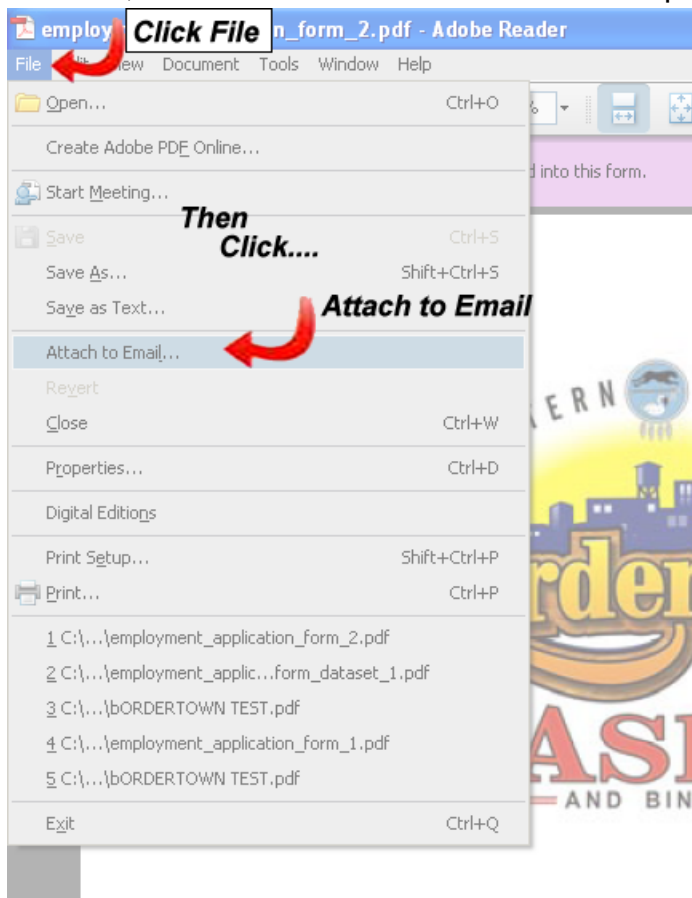 employ n_form_2.pdf - Adobe Reader
Click File
File Edit View Document Tools Window Help
Open... Ctrl+O
Create Adobe PDF Online...
d into this form.
Start Meeting...
Then
Save Ctrl+S
Click....
Save As... Shift+Ctrl+S
Save as Text...
Attach to Email
Attach to Email...
Revert
TERN
Close Ctrl+W
Properties... Ctrl+D
Digital Editions
Print Setup... Shift+Ctrl+P
rder
Print... Ctrl+P
1 C:\...\employment_application_form_2.pdf
2 C:\...\employment_applic...form_dataset_1.pdf
3 C:\...\bORDERTOWN TEST.pdf
4 C:\...\employment_application_form_1.pdf
ASI
5 C:\...\bORDERTOWN TEST.pdf
AND BIN
Exit Ctrl+Q